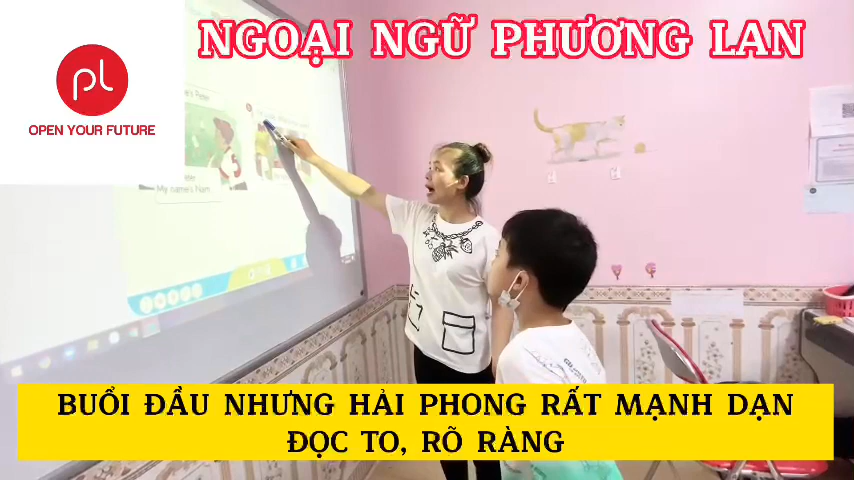 NGOẠI NGỮ PHƯƠNG LAN
pl
OPEN YOUR FUTURE
My name's Nam
BUỔI ĐẦU NHƯNG HẢI PHONG RẤT MẠNH DẠN
ĐỌC TO, RÕ RÀNG